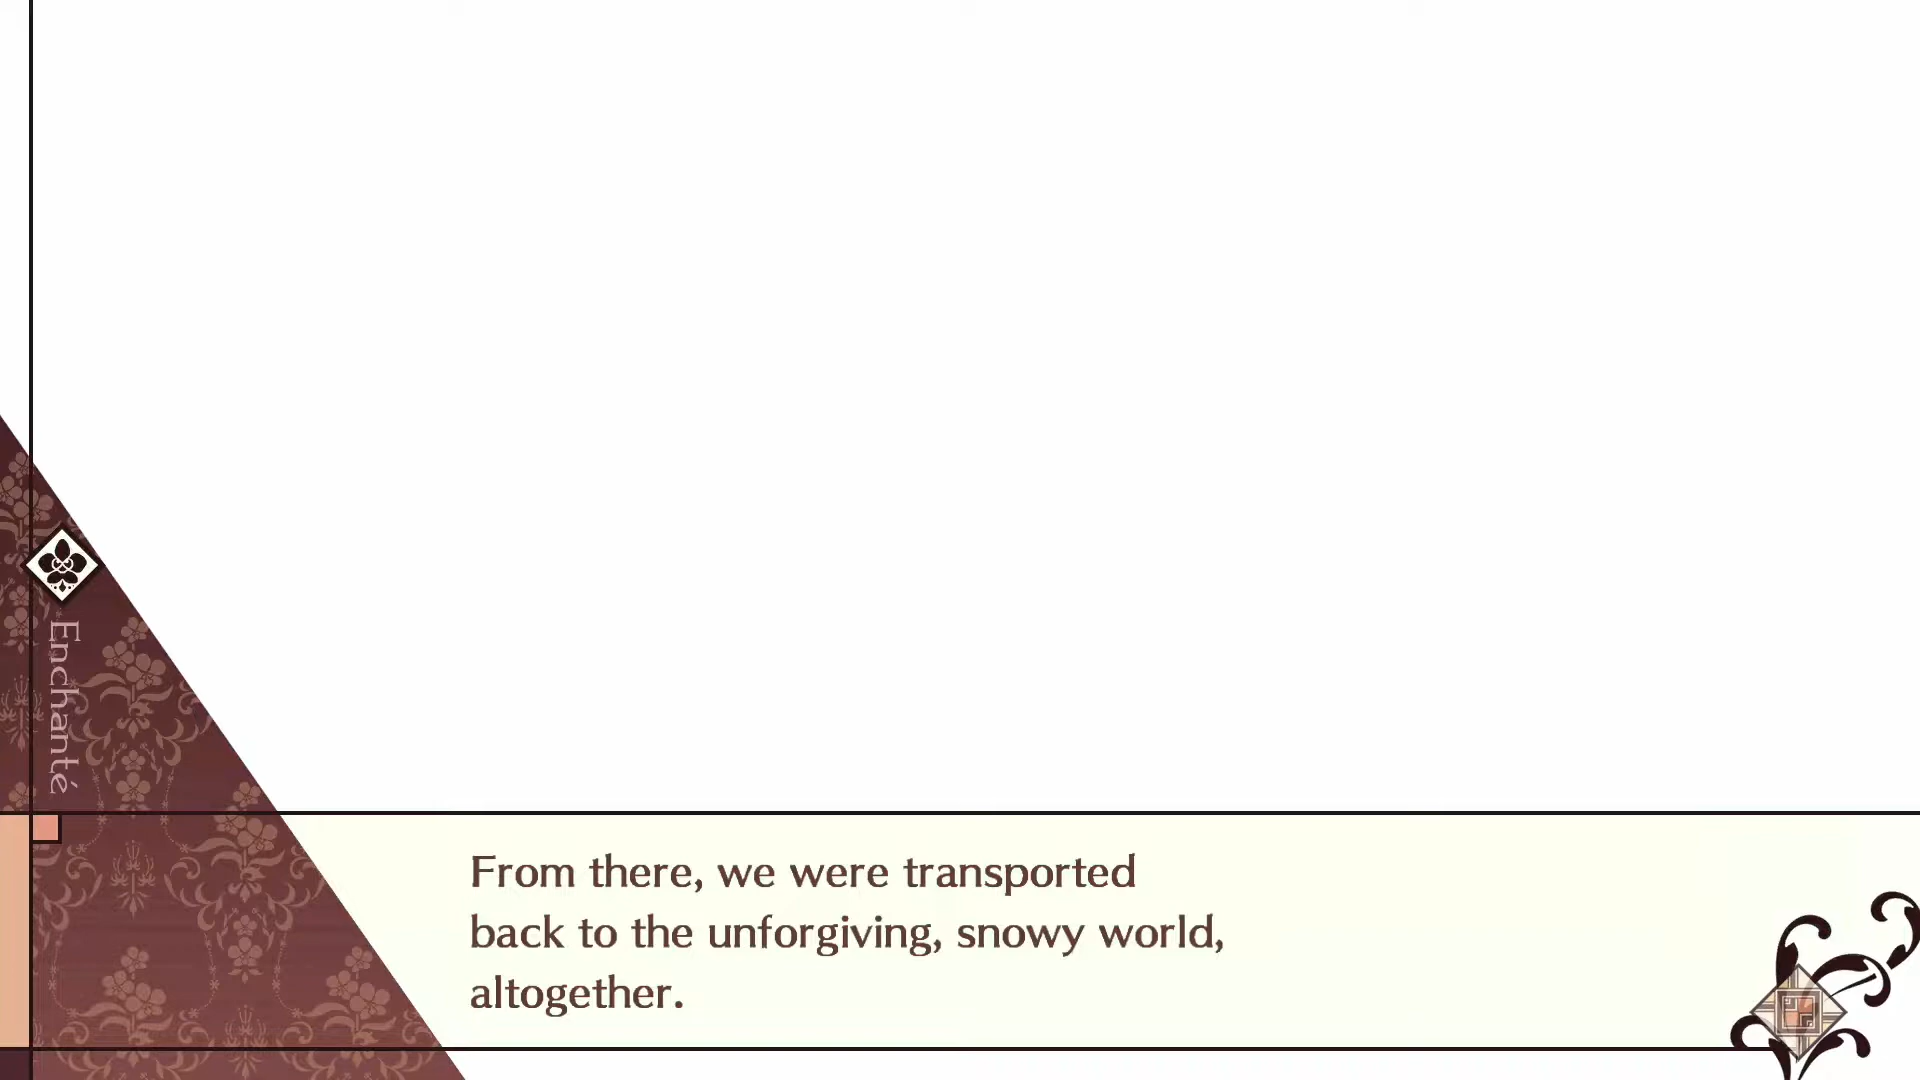 Enchanté
From there, we were transported
back to the unforgiving, snowy world,
altogether.